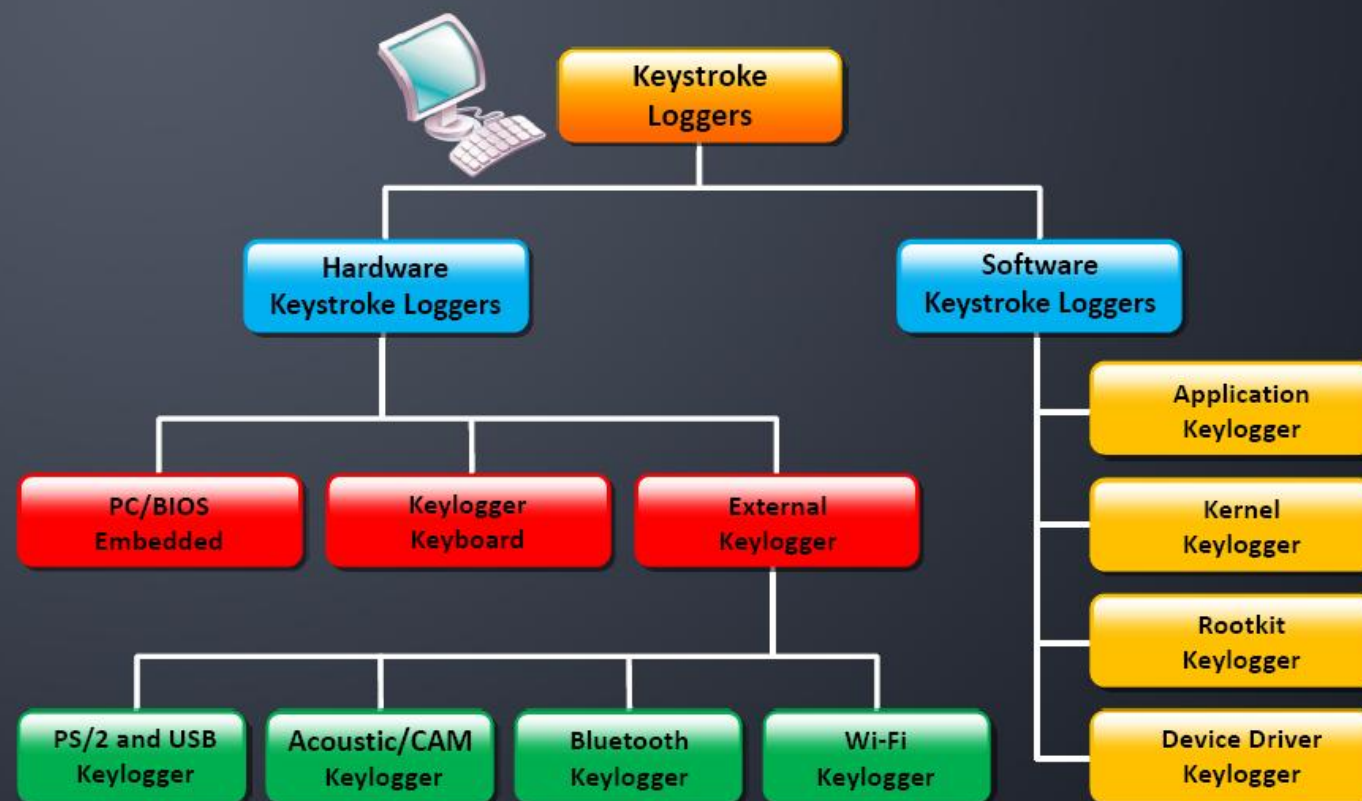 Keystroke
Loggers
Hardware
Keystroke Loggers
Software
Keystroke Loggers
Application
Keylogger
PC/BIOS
Embedded
Keylogger
Keyboard
External
Keylogger
Kernel
Keylogger
Rootkit
Keylogger
PS/2 and USB
Keylogger
Acoustic/CAM
Keylogger
Bluetooth
Keylogger
Wi-Fi
Keylogger
Device Driver
Keylogger